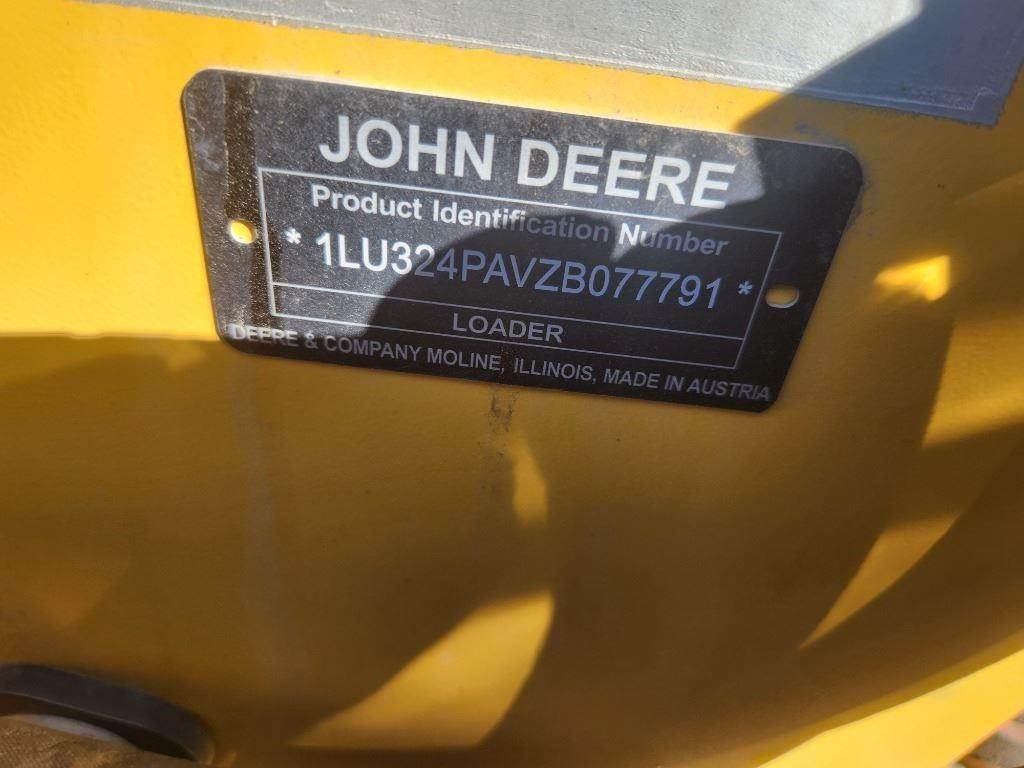 JOHN DEERE
Product Identification Number
* 1LU324PAVZB077791 *
LOADER
DEERE & COMPANY MOLINE, ILLINOIS, MADE IN AUSTRIA